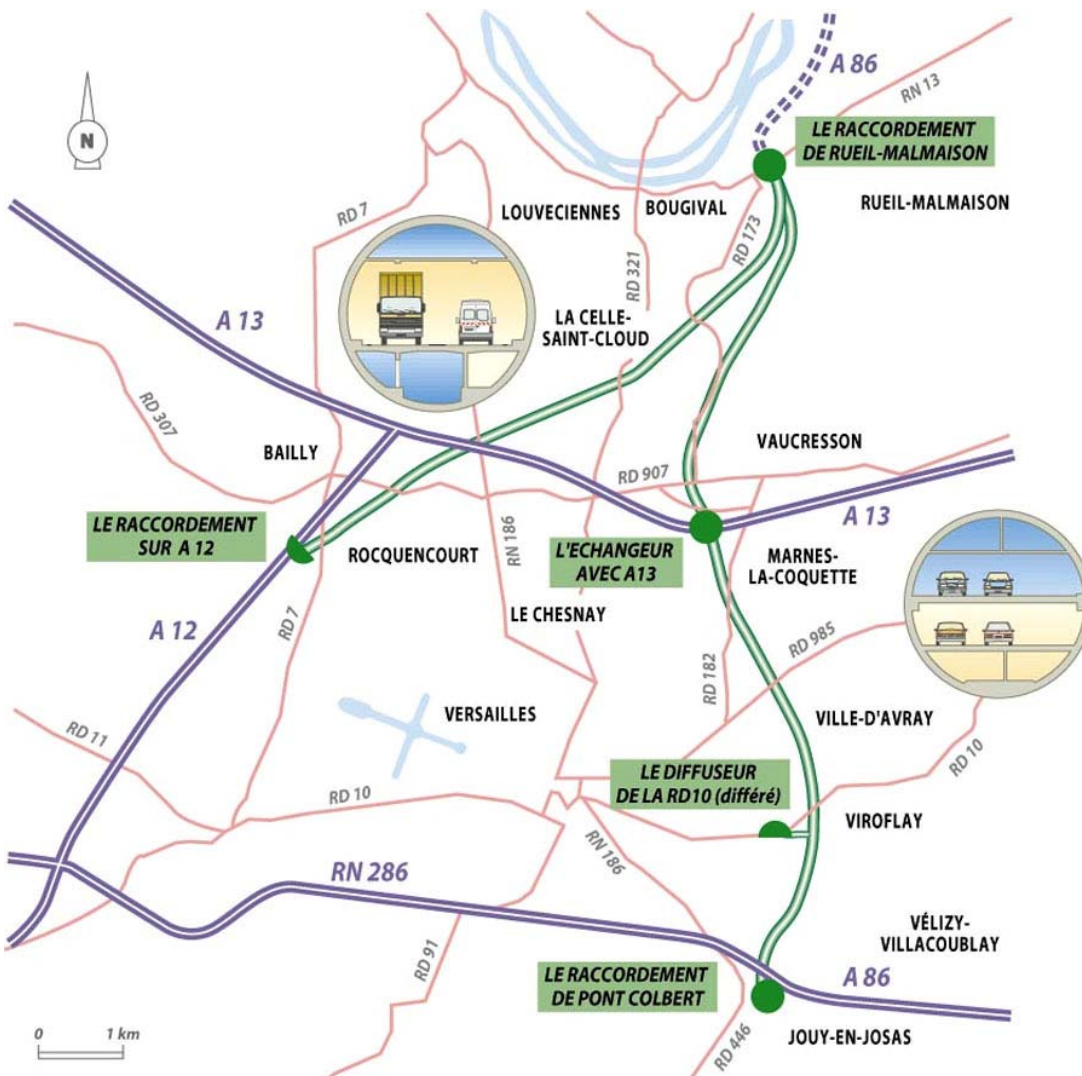 A 86
RN 13
N
LE RACCORDEMENT
DE RUEIL-MALMAISON
RD 7
LOUVECIENNES
BOUGIVAL
RUEIL-MALMAISON
RD 173
RD 321
A 13
LA CELLE-
SAINT-CLOUD
RD 307
BAILLY
VAUCRESSON
RD 907
LE RACCORDEMENT
SUR A 12
ROCQUENCOURT
RN 186
L'ECHANGEUR
AVEC A13
A 13
MARNES-
LA-COQUETTE
A 12
RD 7
LE CHESNAY
RD 182
RD 985
VERSAILLES
VILLE-D'AVRAY
RD 11
RD 10
LE DIFFUSEUR
DE LA RD10 (différé)
RD 10
VIROFLAY
RN 186
RN 286
VÉLIZY-
VILLACOUBLAY
RD 91
LE RACCORDEMENT
DE PONT COLBERT
A 86
0 1 km
RD 446
JOUY-EN-JOSAS